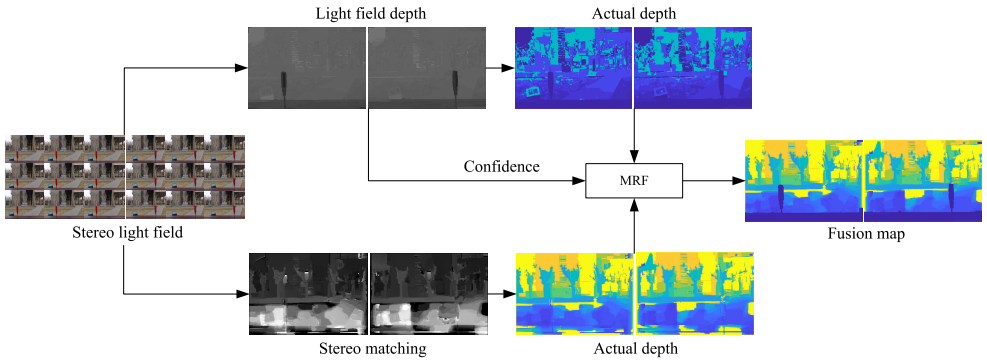 Light field depth
Actual depth
Confidence
MRF
Stereo light field
Fusion map
Stereo matching
Actual depth